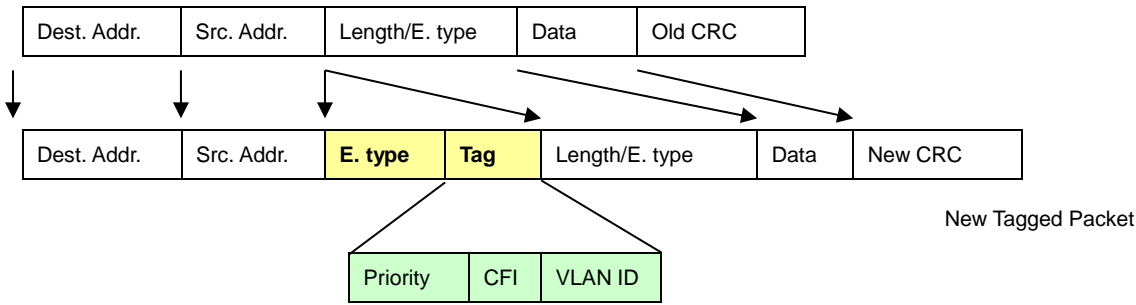 Dest. Addr. Src. Addr. Length/E. type Data Old CRC
Dest. Addr. Src. Addr. E. type Tag Length/E. type Data New CRC
New Tagged Packet
Priority CFI VLAN ID